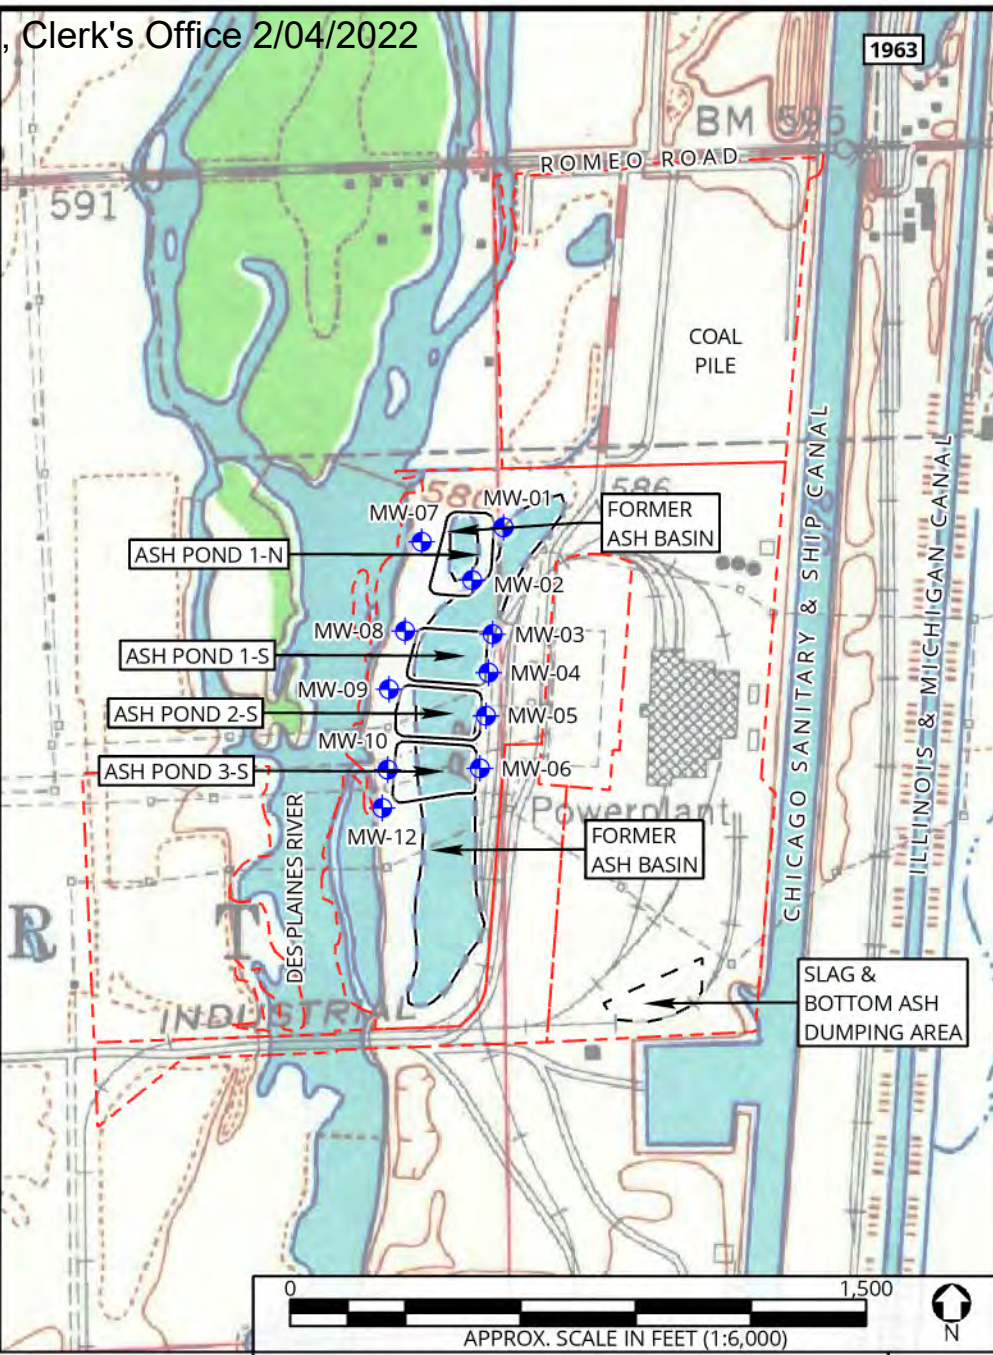 , Clerk's Office 2/04/2022
1963
BM 595
ROMEO ROAD
591
COAL
PILE
580
586
MW-01
MW-07
FORMER
ASH BASIN
ASH POND 1-N
MW-02
MW-08
MW-03
ASH POND 1-S
MW-04
MW-09
ASH POND 2-S
MW-05
MW-10
ASH POND 3-S
MW-06
Powerplant
MW-12
FORMER
ASH BASIN
DES PLAINES RIVER
CHICAGO SANITARY & SHIP CANAL
ILLINOIS & MICHIGAN CANAL
R T
SLAG &
BOTTOM ASH
DUMPING AREA
INDUSTRIAL
0 1,500
APPROX. SCALE IN FEET (1:6,000)
N